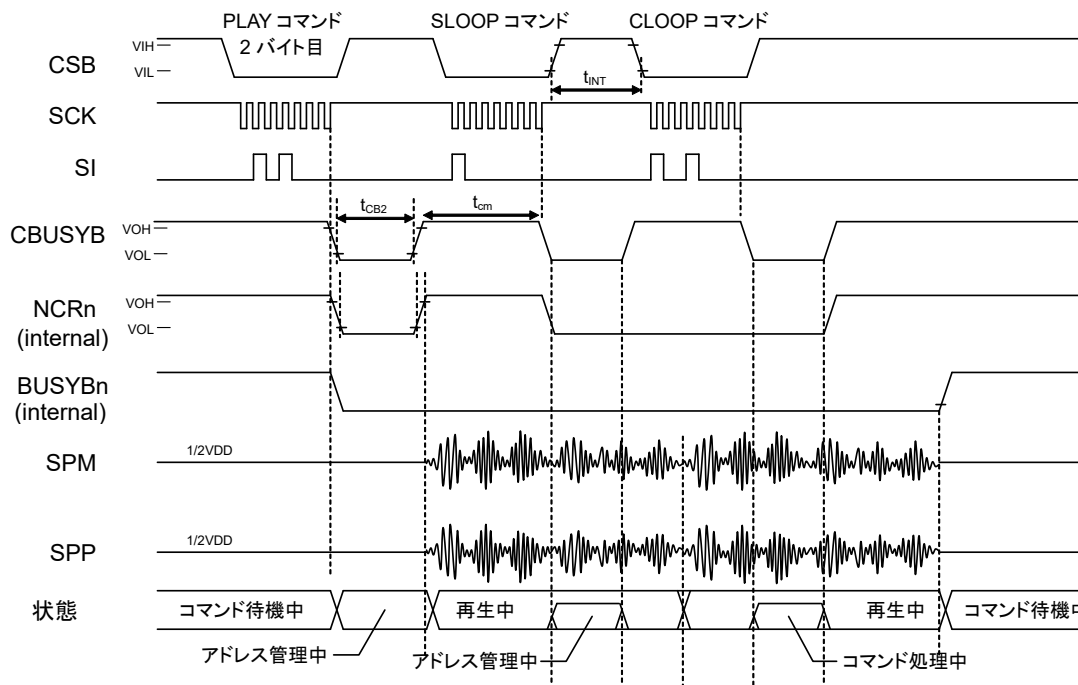 PLAY コマンド
2 バイト目
SLOOP コマンド
CLOOP コマンド
CSB
VIH
VIL
tINT
SCK
SI
tCB2
tcm
CBUSYB
VOH
VOL
NCRn
(internal)
VOH
VOL
BUSYBn
(internal)
SPM
1/2VDD
SPP
1/2VDD
状態
コマンド待機中
再生中
再生中
コマンド待機中
アドレス管理中
アドレス管理中
コマンド処理中